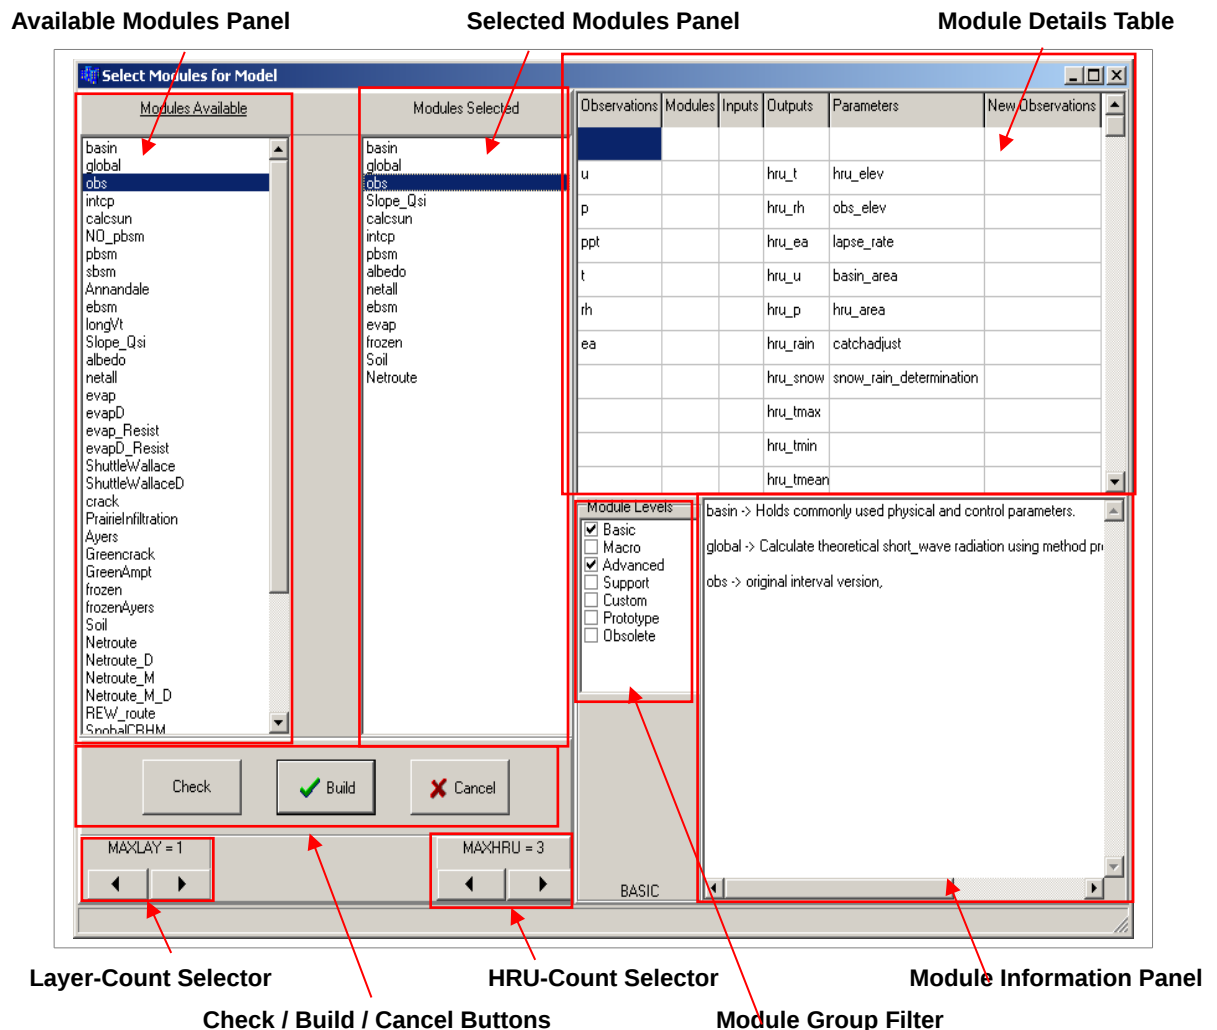 Available Modules Panel
Selected Modules Panel
Module Details Table
Select Modules for Model
Modules Available
Modules Selected
Observations Modules Inputs Outputs Parameters New Observations
basin
global
obs
intcp
calcsun
NO_pbsm
pbsm
sbsm
Annandale
ebsm
longVt
Slope_Qsi
albedo
netall
evap
evapD
evap_Resist
evapD_Resist
ShuttleWallace
ShuttleWallaceD
crack
PrairieInfiltration
Ayers
Greencrack
GreenAmpt
frozen
frozenAyers
Soil
Netroute
Netroute_D
Netroute_M
Netroute_M_D
REW_route
SnobalCRHM
basin
global
obs
Slope_Qsi
calcsun
intcp
pbsm
albedo
netall
ebsm
evap
frozen
Soil
Netroute
u hru_t hru_elev
p hru_rh obs_elev
ppt hru_ea lapse_rate
t hru_u basin_area
rh hru_p hru_area
ea hru_rain catchadjust
hru_snow snow_rain_determination
hru_tmax
hru_tmin
hru_tmean
Module Levels
Basic
Macro
Advanced
Support
Custom
Prototype
Obsolete
basin -> Holds commonly used physical and control parameters.
global -> Calculate theoretical short_wave radiation using method pr
obs -> original interval version,
Check
Build
Cancel
MAXLAY = 1
MAXHRU = 3
BASIC
Layer-Count Selector
HRU-Count Selector
Module Information Panel
Check / Build / Cancel Buttons
Module Group Filter